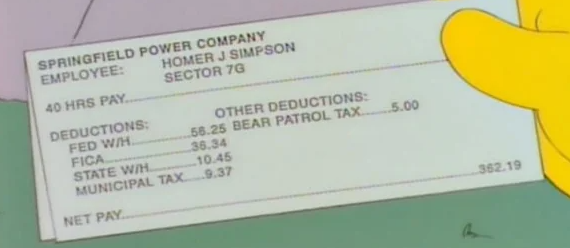 SPRINGFIELD POWER COMPANY
EMPLOYEE: HOMER J SIMPSON
SECTOR 7G
40 HRS PAY
DEDUCTIONS: OTHER DEDUCTIONS:
FED W/H............56.25 BEAR PATROL TAX........5.00
FICA...................36.34
STATE W/H........10.45
MUNICIPAL TAX.....9.37
NET PAY........................................362.19